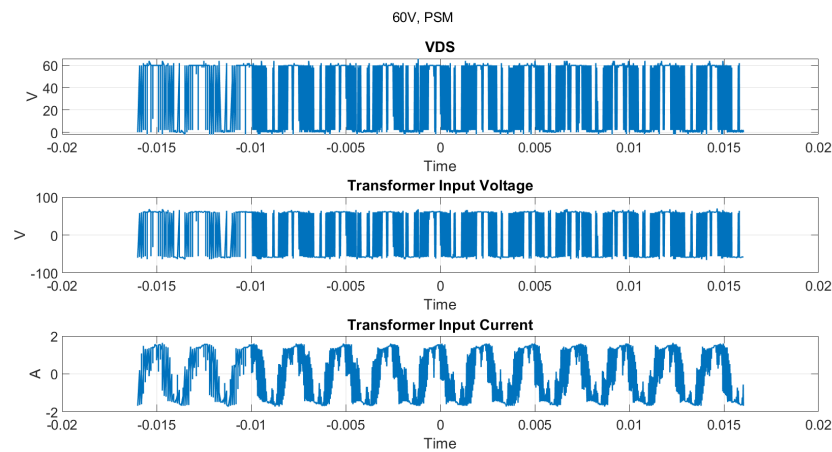 60V, PSM
VDS
60
40
20
0
V
-0.02 -0.015 -0.01 -0.005 0 0.005 0.01 0.015 0.02
Time
Transformer Input Voltage
100
0
-100
V
-0.02 -0.015 -0.01 -0.005 0 0.005 0.01 0.015 0.02
Time
Transformer Input Current
2
0
-2
A
-0.02 -0.015 -0.01 -0.005 0 0.005 0.01 0.015 0.02
Time